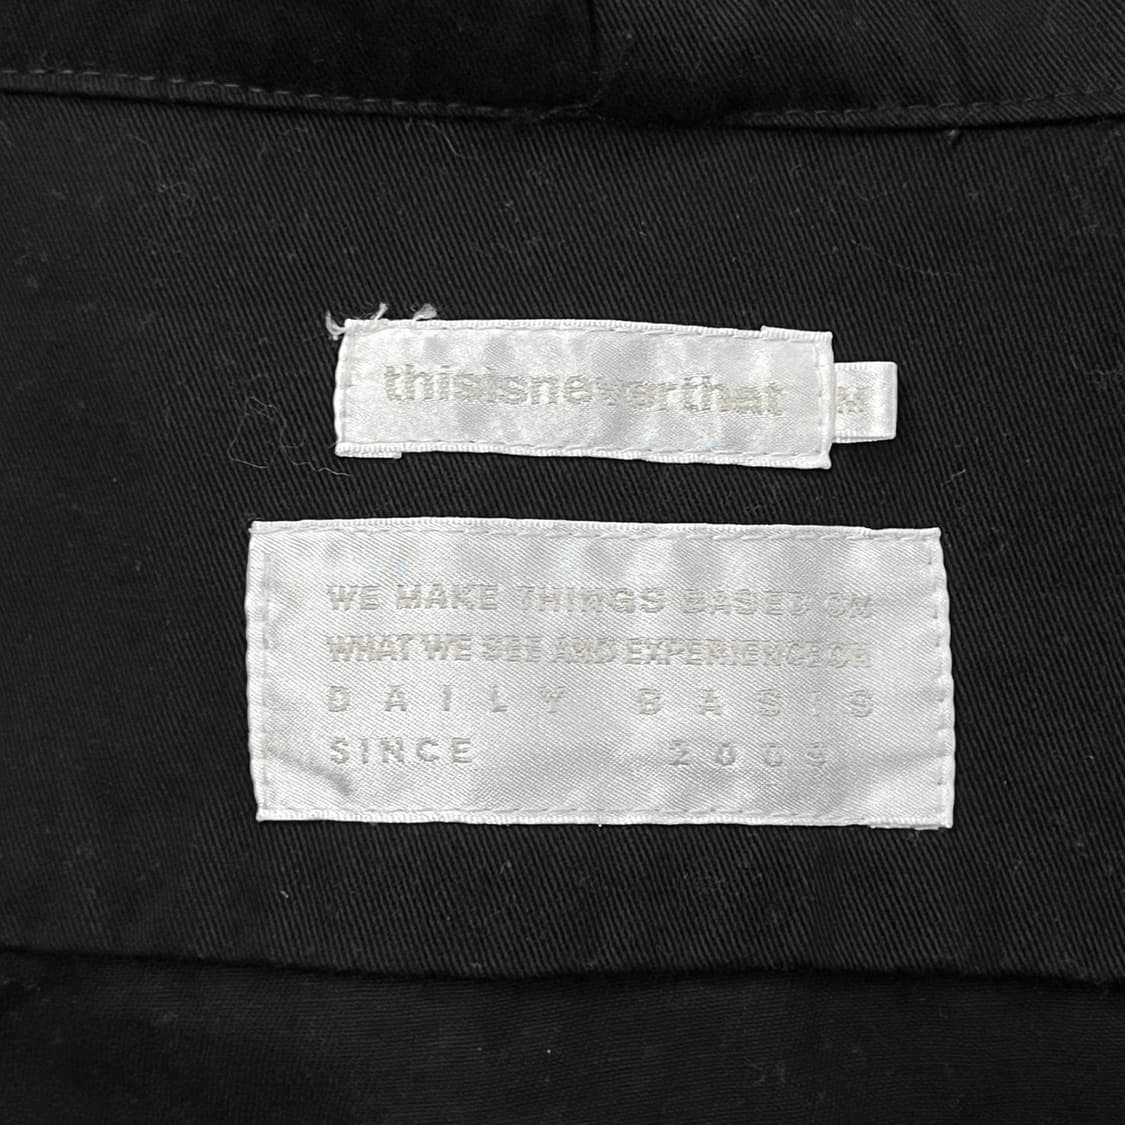 thisisneverthat
M
WE MAKE THINGS BASED ON
WHAT WE SEE AND EXPERIENCE ON
DAILY BASIS
SINCE 2009